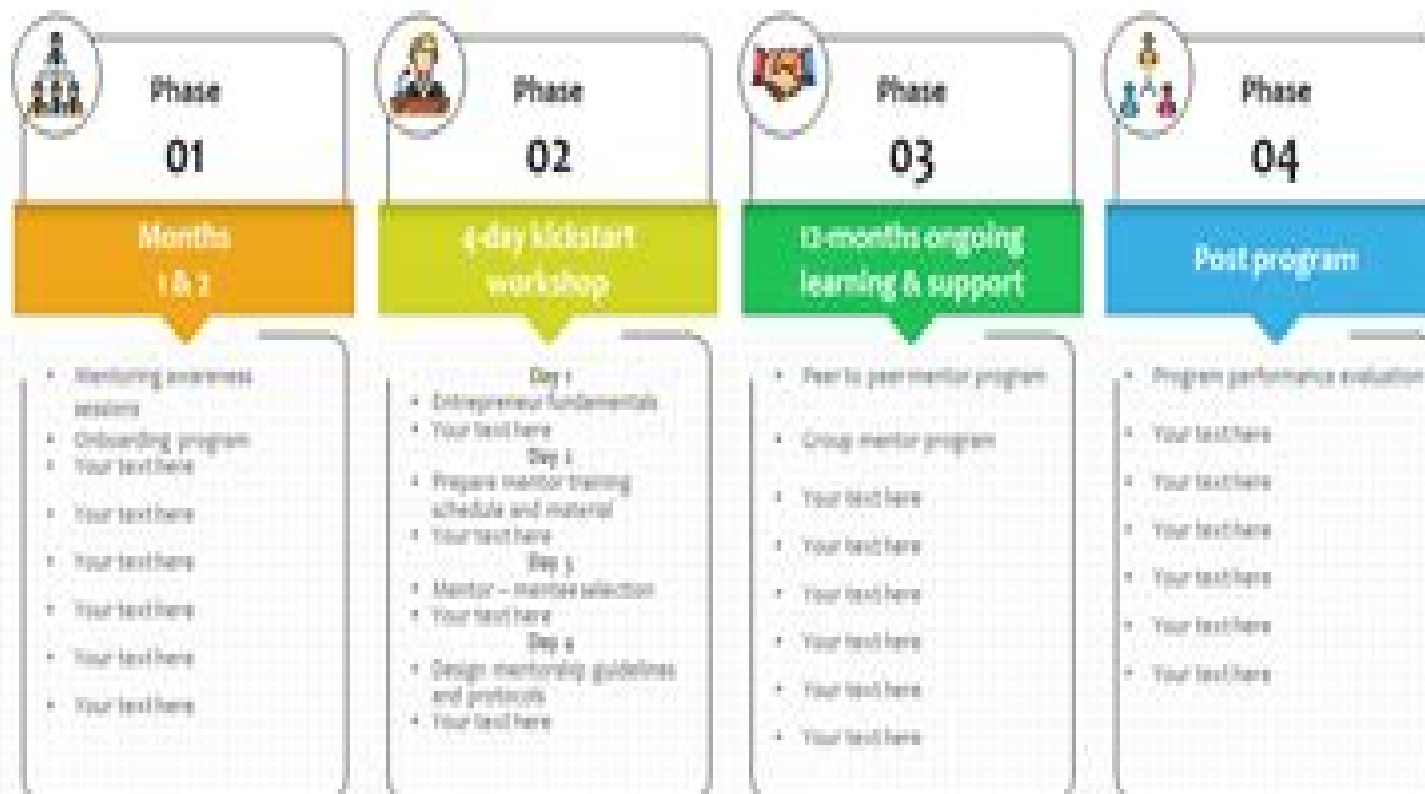 Phase
01
Months
1 & 2
Mentoring awareness
sessions
Onboarding program
Your text here
Your text here
Your text here
Your text here
Your text here
Your text here
Phase
02
4-day kickstart
workshop
Day 1
Entrepreneur fundamentals
Your text here
Day 2
Prepare mentor training
schedule and material
Your text here
Day 3
Mentor – mentee selection
Your text here
Day 4
Design mentorship guidelines
and protocols
Your text here
Phase
03
12-months ongoing
learning & support
Peer to peer mentor program
Group mentor program
Your text here
Your text here
Your text here
Your text here
Your text here
Your text here
Phase
04
Post program
Program performance evaluation
Your text here
Your text here
Your text here
Your text here
Your text here
Your text here